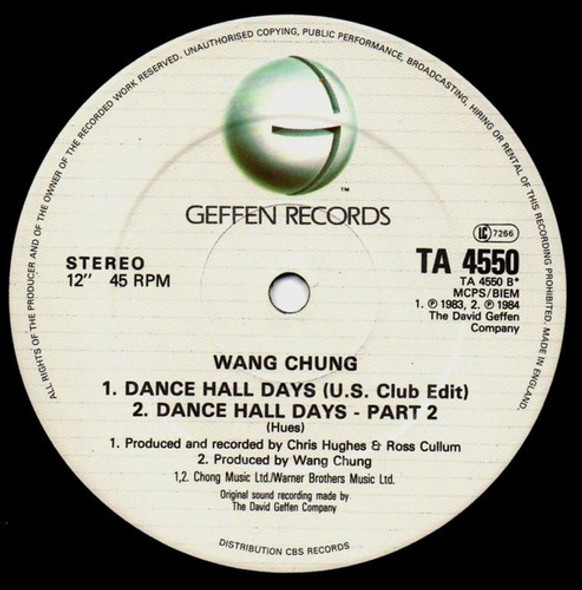 ALL RIGHTS OF THE PRODUCER AND OF THE OWNER OF THE RECORDED WORK RESERVED. UNAUTHORISED COPYING, PUBLIC PERFORMANCE, BROADCASTING, HIRING OR RENTAL OF THIS RECORDING PROHIBITED. MADE IN ENGLAND.
TM
GEFFEN RECORDS
STEREO
12" 45 RPM
LC 7266
TA 4550
TA 4550 B*
MCPS/BIEM
1. ℗ 1983, 2. ℗ 1984
The David Geffen
Company
WANG CHUNG
1. DANCE HALL DAYS (U.S. Club Edit)
2. DANCE HALL DAYS - PART 2
(Hues)
1. Produced and recorded by Chris Hughes & Ross Cullum
2. Produced by Wang Chung
1,2. Chong Music Ltd./Warner Brothers Music Ltd.
Original sound recording made by
The David Geffen Company
DISTRIBUTION CBS RECORDS